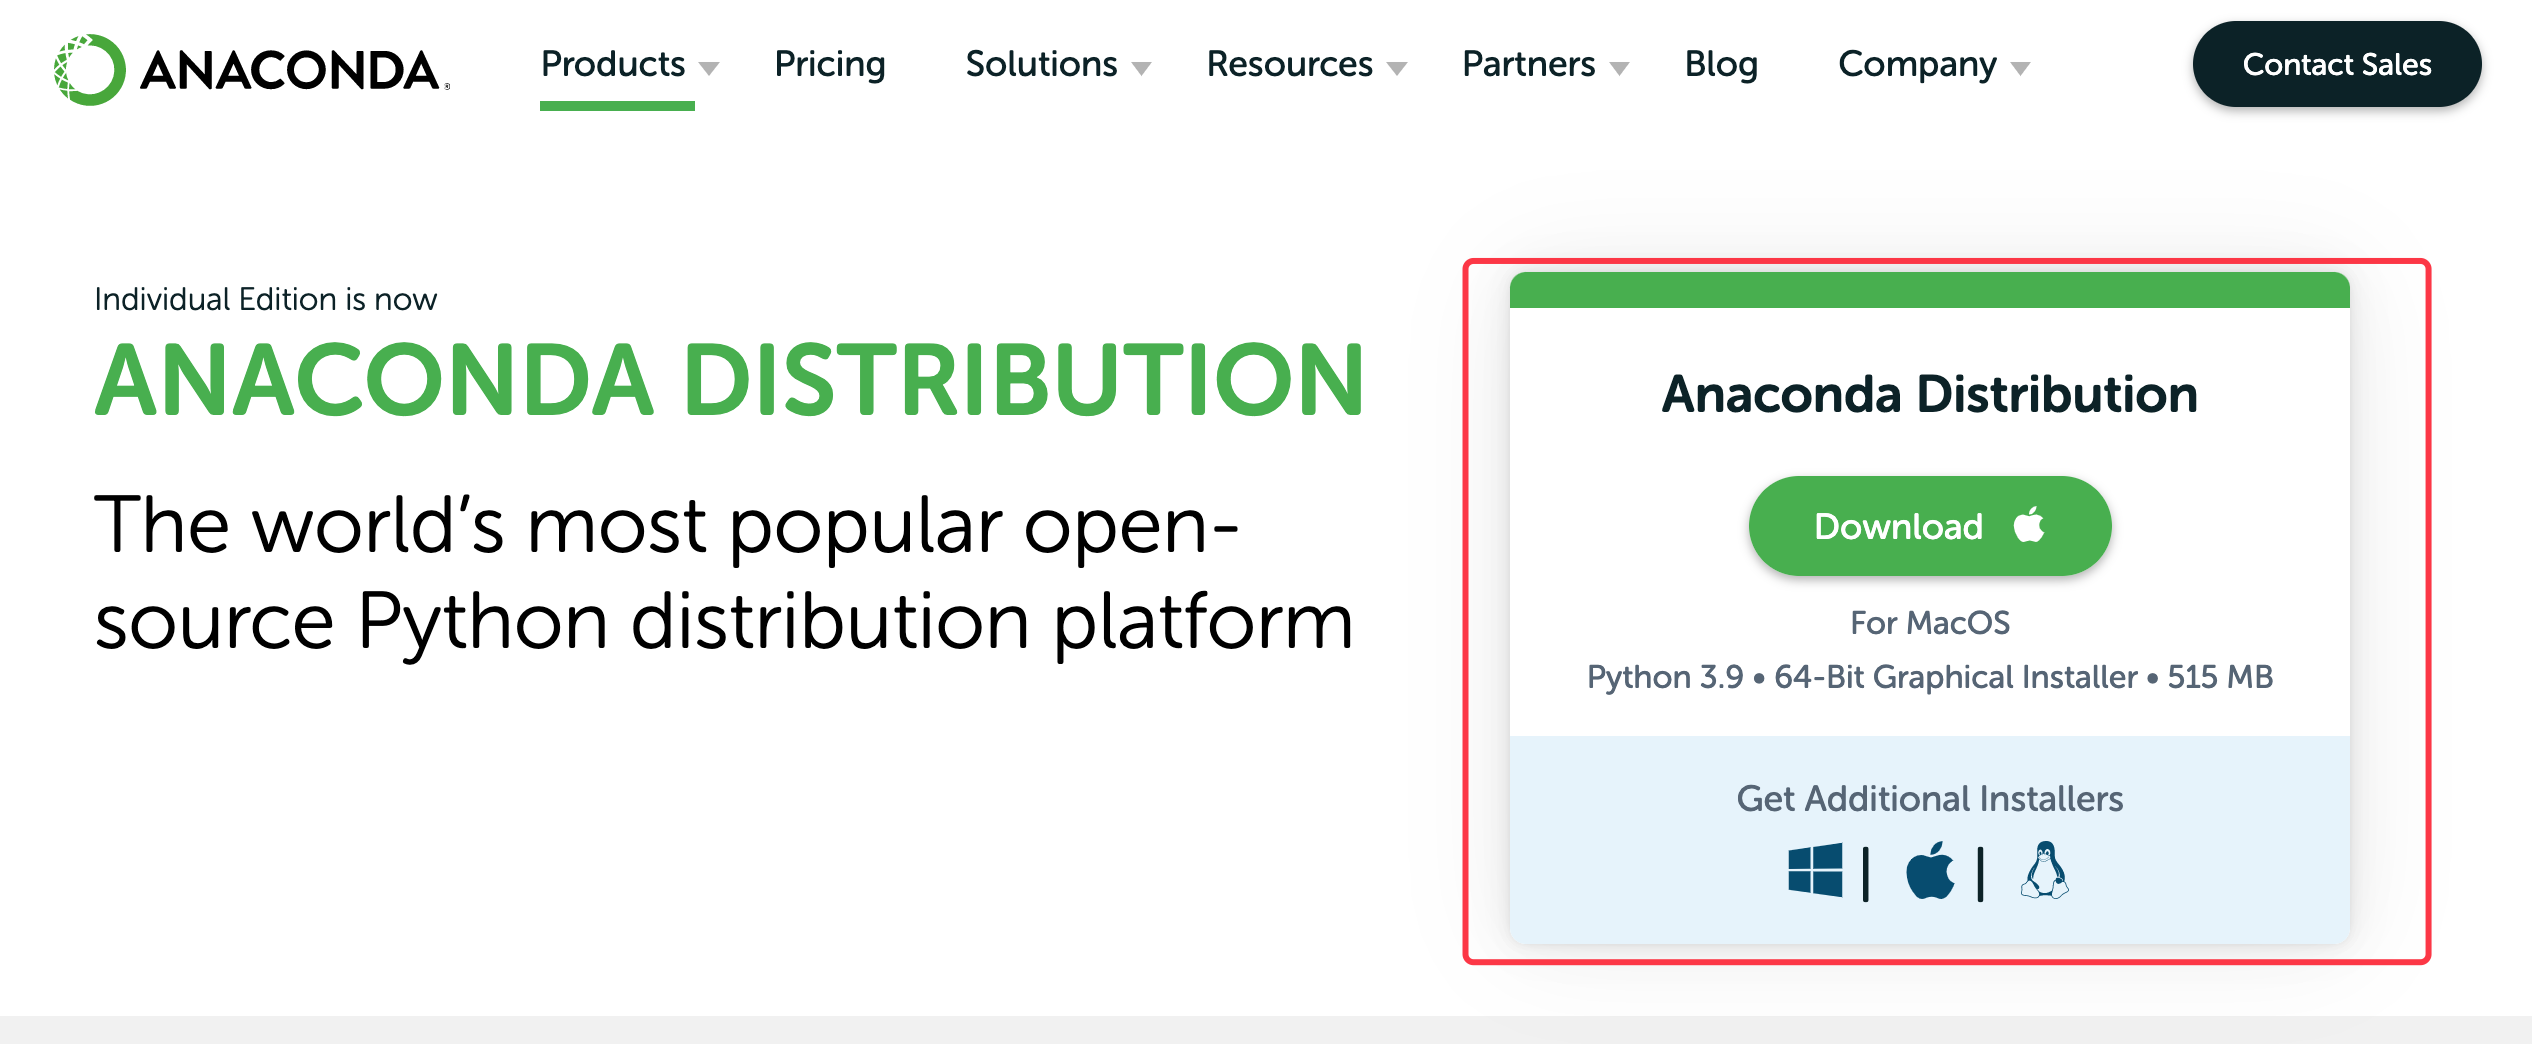 ANACONDA®
Products Pricing Solutions Resources Partners Blog Company Contact Sales
Individual Edition is now
ANACONDA DISTRIBUTION
The world’s most popular open-
source Python distribution platform
Anaconda Distribution
Download
For MacOS
Python 3.9 • 64-Bit Graphical Installer • 515 MB
Get Additional Installers